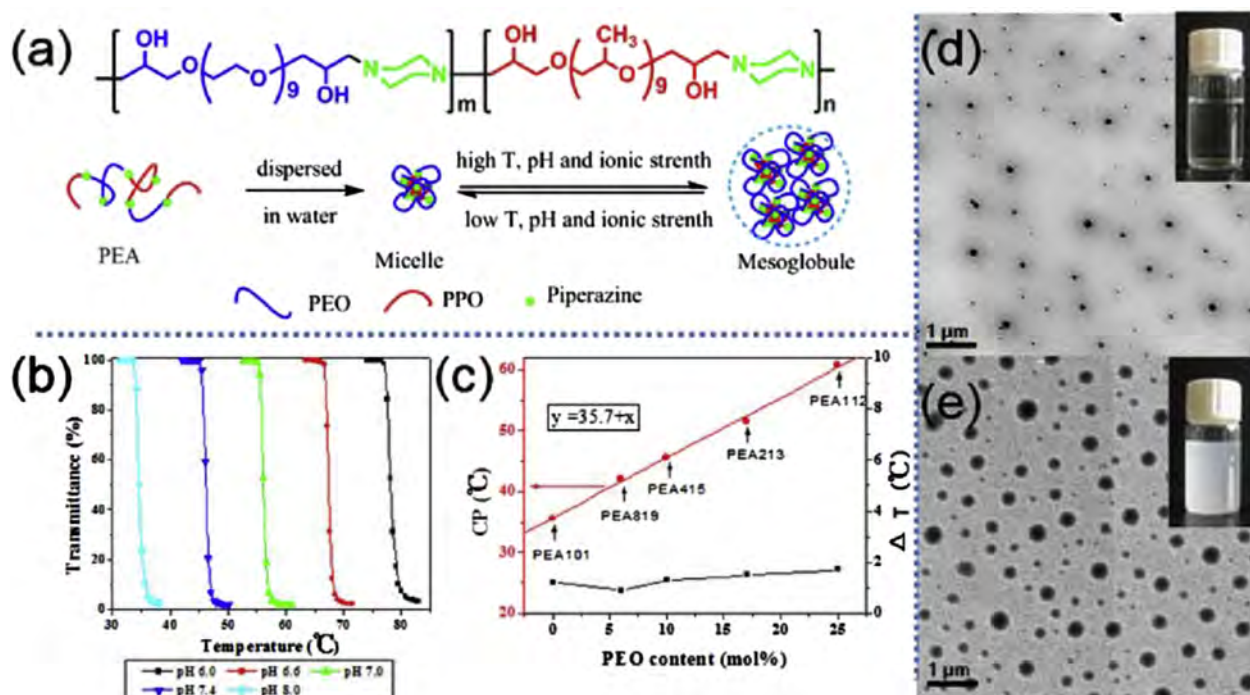 (a)
OH
O
O
9
OH
N
N
m
OH
O
CH3
O
9
OH
N
N
n
PEA
dispersed
in water
Micelle
high T, pH and ionic strenth
low T, pH and ionic strenth
Mesoglobule
PEO
PPO
Piperazine
(b)
Transmittance (%)
100
80
60
40
20
0
30 40 50 60 70 80
Temperature (℃)
pH 6.0 pH 6.6 pH 7.0
pH 7.4 pH 8.0
(c)
CP (℃)
60
50
40
30
20
y =35.7+x
PEA101
PEA819
PEA415
PEA213
PEA112
10
8
6
4
2
0
Δ T (℃)
0 5 10 15 20 25
PEO content (mol%)
(d)
1 μm
(e)
1 μm